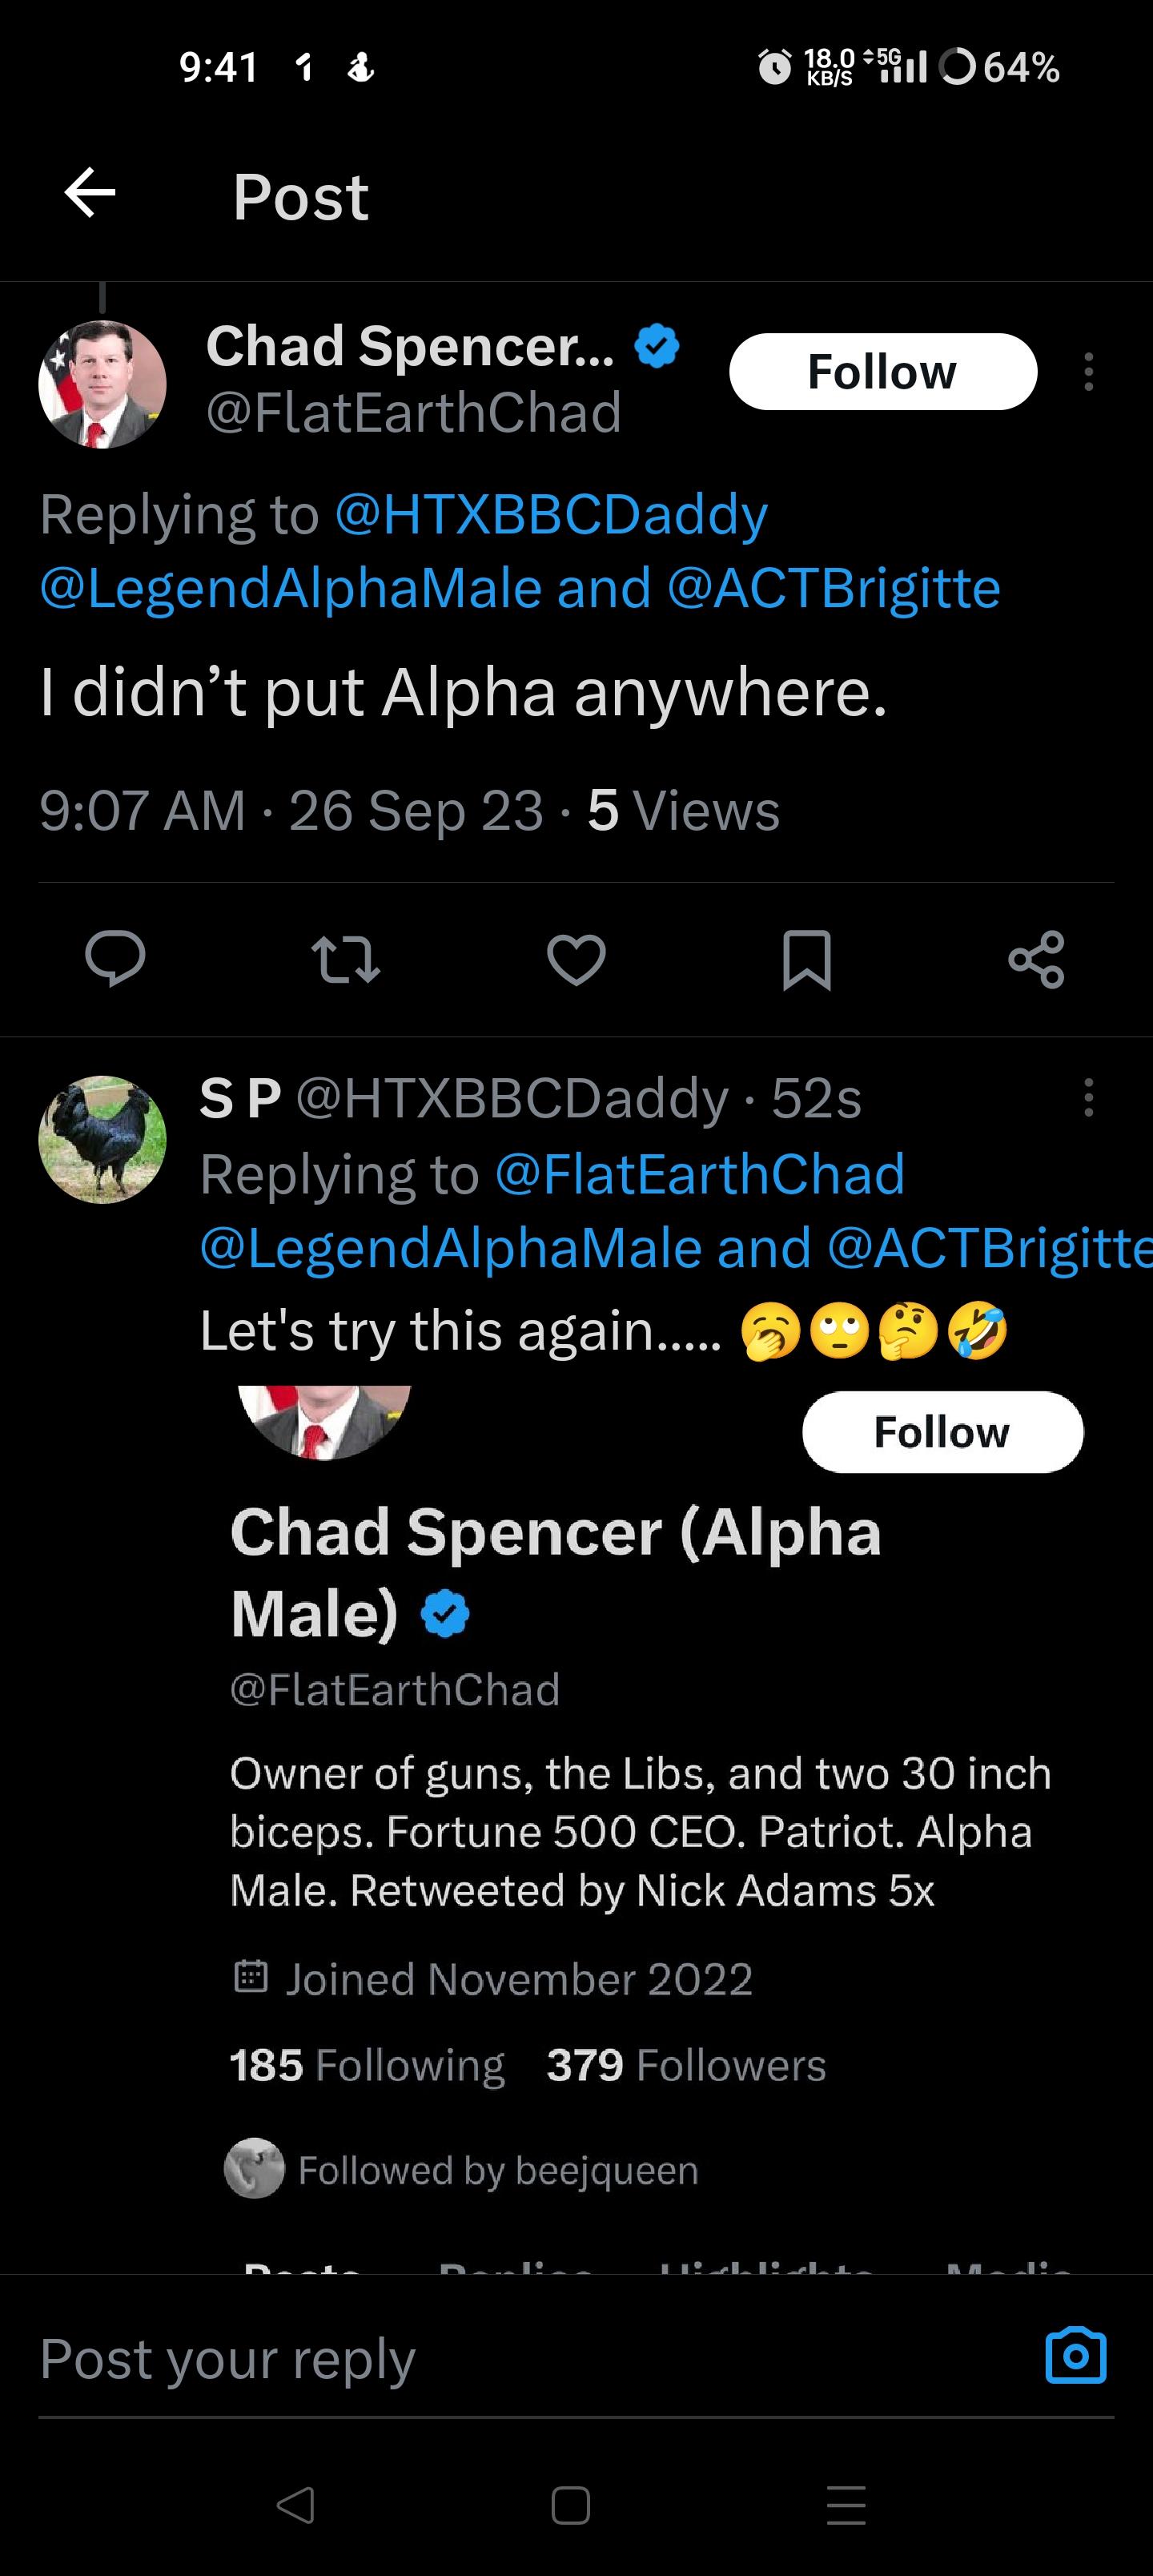 9:41
18.0
KB/S
5G
64%
Post
Chad Spencer...
Follow
@FlatEarthChad
Replying to @HTXBBCDaddy
@LegendAlphaMale and @ACTBrigitte
I didn’t put Alpha anywhere.
9:07 AM · 26 Sep 23 · 5 Views
S P @HTXBBCDaddy · 52s
Replying to @FlatEarthChad
@LegendAlphaMale and @ACTBrigitte
Let's try this again..... 🥱🙄🤔🤣
Follow
Chad Spencer (Alpha
Male)
@FlatEarthChad
Owner of guns, the Libs, and two 30 inch
biceps. Fortune 500 CEO. Patriot. Alpha
Male. Retweeted by Nick Adams 5x
Joined November 2022
185 Following 379 Followers
Followed by beejqueen
Posts Replies Highlights Media
Post your reply